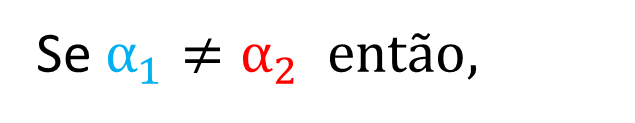 Se α₁ ≠ α₂ então,